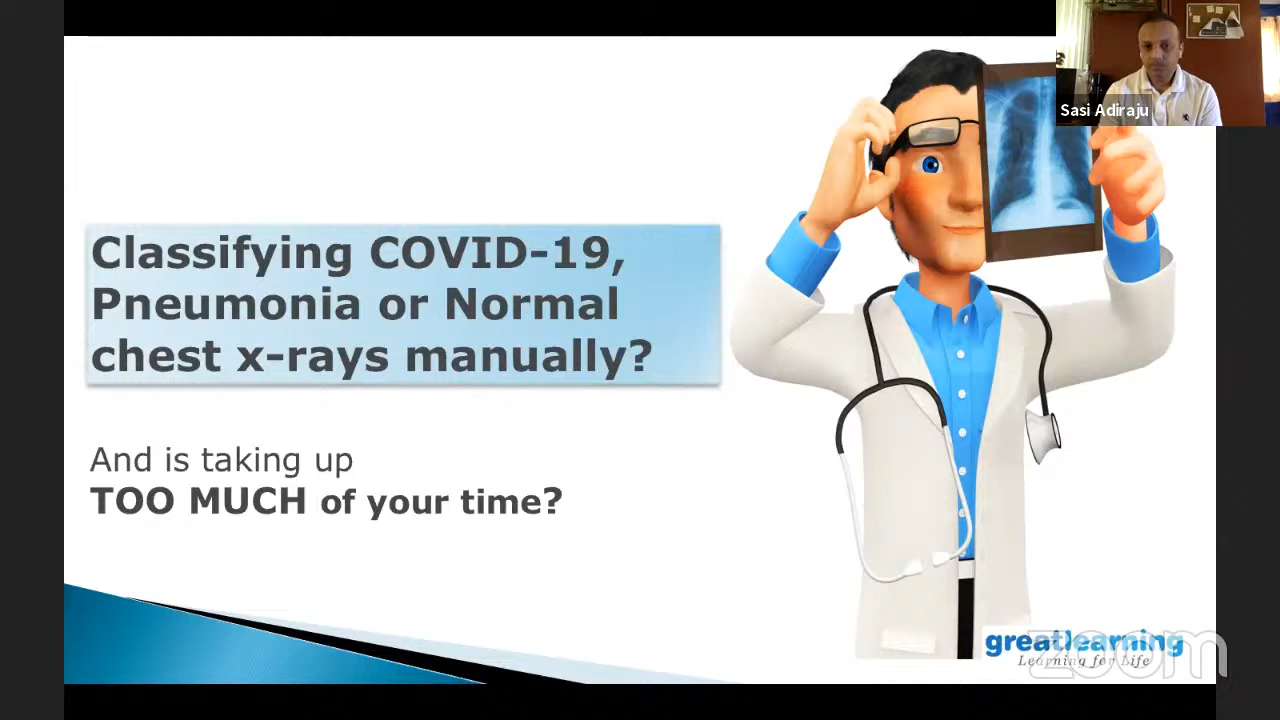 Sasi Adiraju
Classifying COVID-19,
Pneumonia or Normal
chest x-rays manually?
And is taking up
TOO MUCH of your time?
greatlearning
Learning for Life
zoom